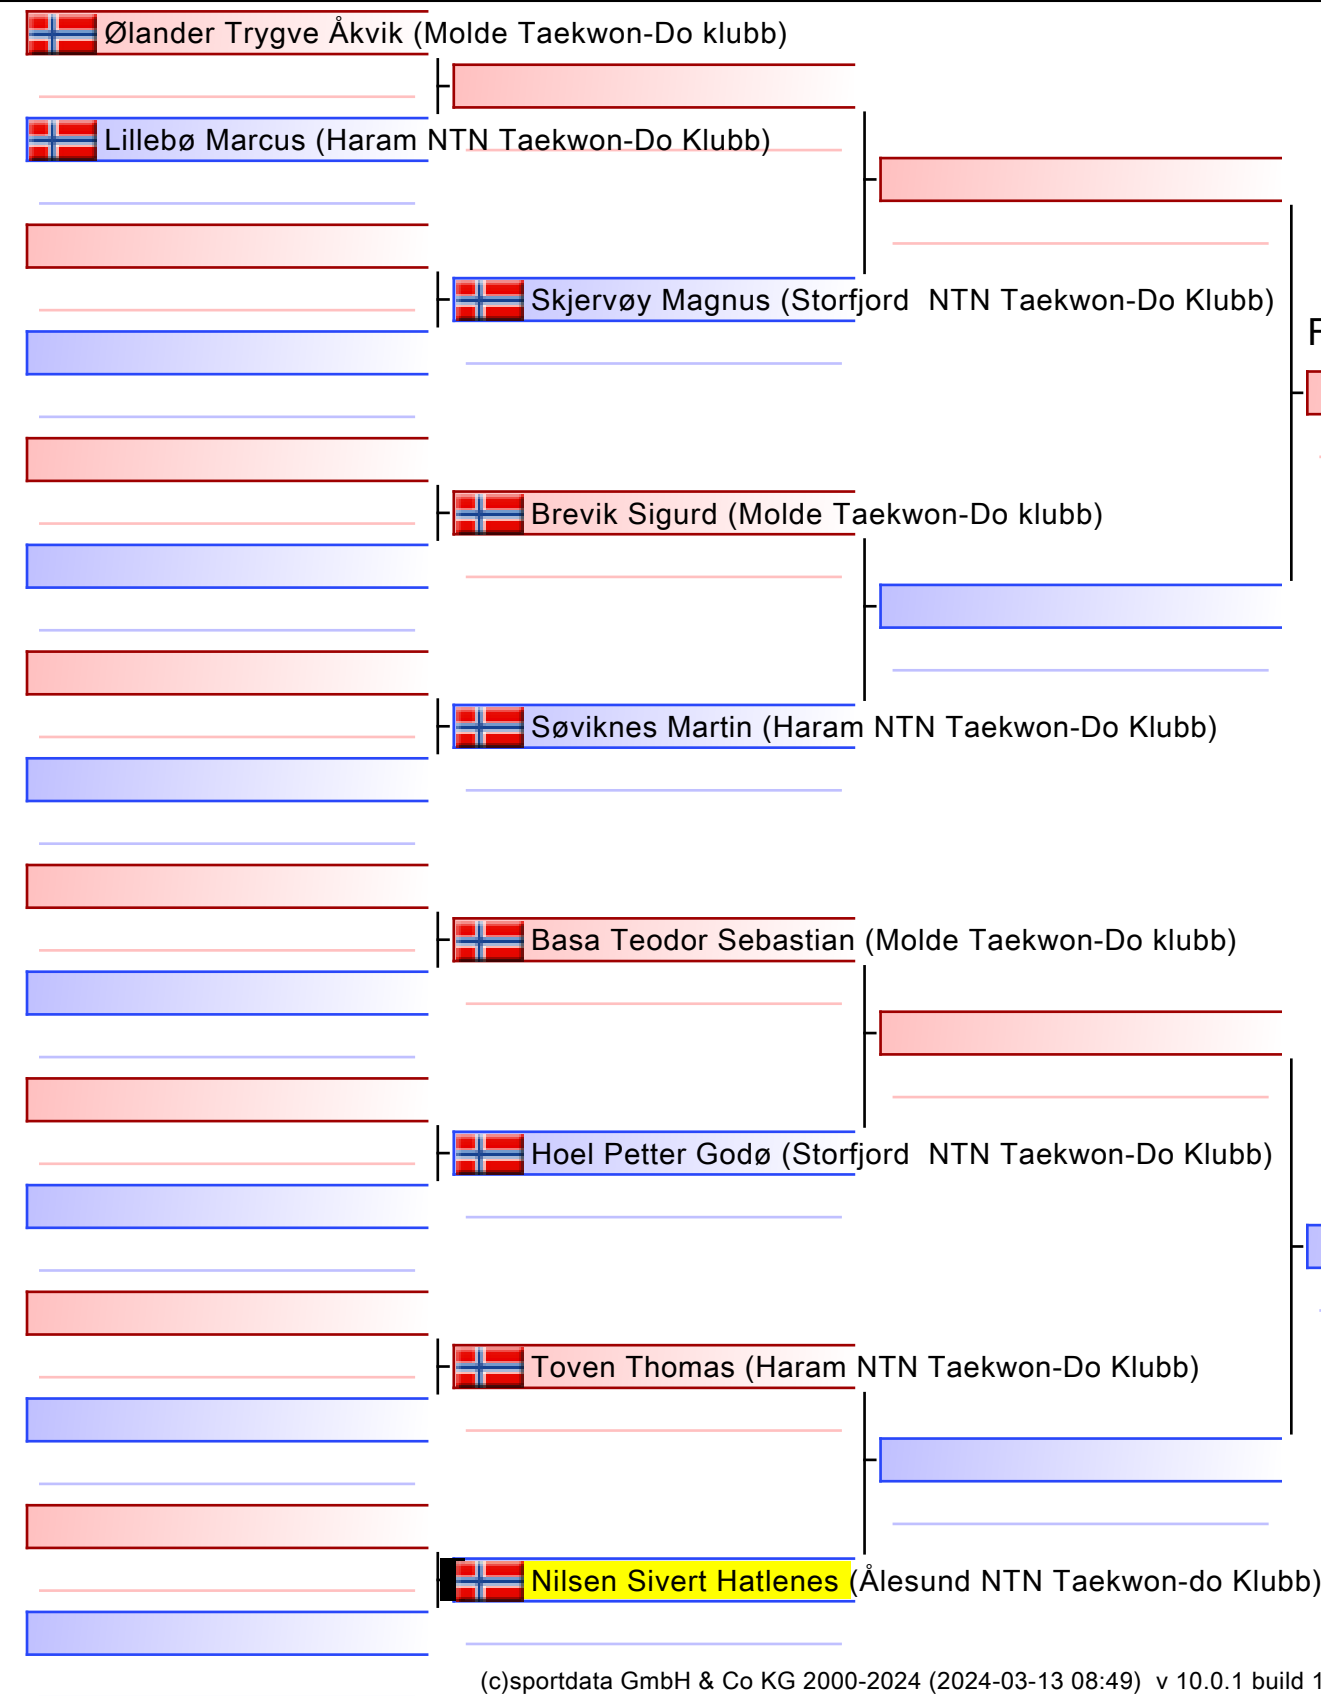 Ølander Trygve Åkvik (Molde Taekwon-Do klubb)
Lillebø Marcus (Haram NTN Taekwon-Do Klubb)
Skjervøy Magnus (Storfjord  NTN Taekwon-Do Klubb)
Brevik Sigurd (Molde Taekwon-Do klubb)
Søviknes Martin (Haram NTN Taekwon-Do Klubb)
Basa Teodor Sebastian (Molde Taekwon-Do klubb)
Hoel Petter Godø (Storfjord  NTN Taekwon-Do Klubb)
Toven Thomas (Haram NTN Taekwon-Do Klubb)
Nilsen Sivert Hatlenes (Ålesund NTN Taekwon-do Klubb)
(c)sportdata GmbH & Co KG 2000-2024 (2024-03-13 08:49)  v 10.0.1 build 1